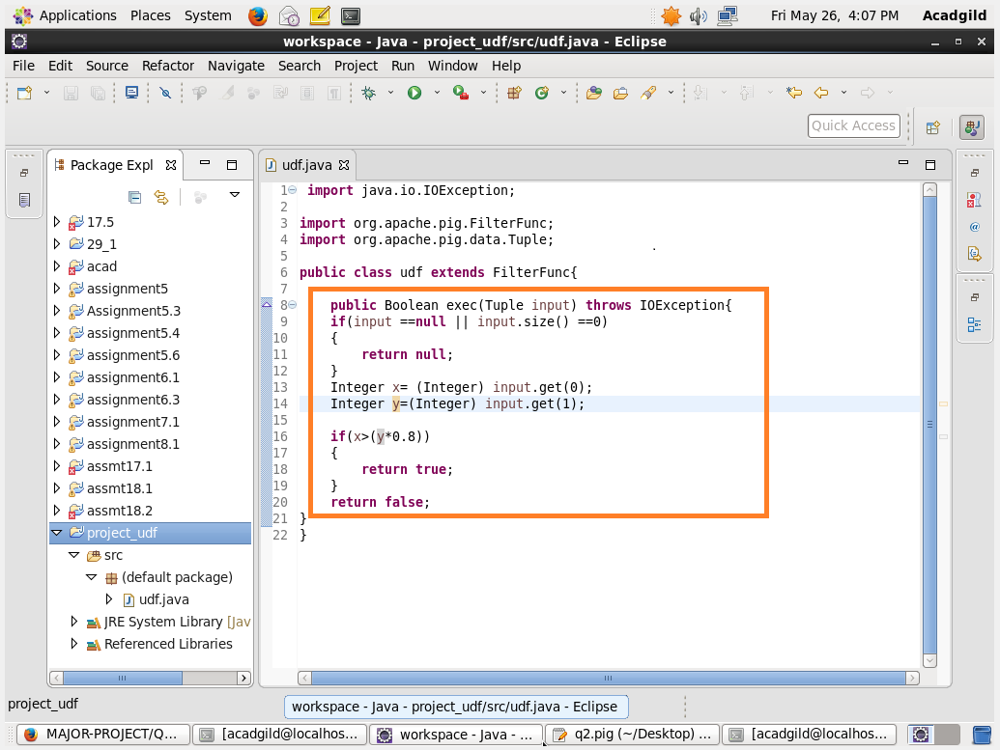 Applications Places System Fri May 26, 4:07 PM Acadgild
workspace - Java - project_udf/src/udf.java - Eclipse
File Edit Source Refactor Navigate Search Project Run Window Help
Quick Access
Package Expl
udf.java
17.5
29_1
acad
assignment5
Assignment5.3
assignment5.4
assignment5.6
assignment6.1
assignment6.3
assignment7.1
assignment8.1
assmt17.1
assmt18.1
assmt18.2
project_udf
src
(default package)
udf.java
JRE System Library [Jav
Referenced Libraries
1 import java.io.IOException;
2
3 import org.apache.pig.FilterFunc;
4 import org.apache.pig.data.Tuple;
5
6 public class udf extends FilterFunc{
7
8 public Boolean exec(Tuple input) throws IOException{
9 if(input ==null || input.size() ==0)
10 {
11 return null;
12 }
13 Integer x= (Integer) input.get(0);
14 Integer y=(Integer) input.get(1);
15
16 if(x>(y*0.8))
17 {
18 return true;
19 }
20 return false;
21 }
22 }
project_udf
workspace - Java - project_udf/src/udf.java - Eclipse
MAJOR-PROJECT/Q... [acadgild@localhos... workspace - Java - ... q2.pig (~/Desktop) ... [acadgild@localhos...